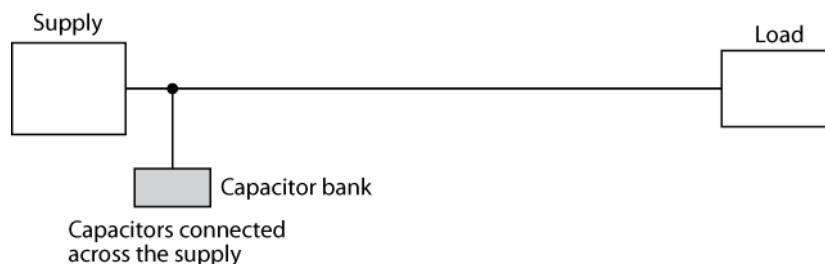 Supply
Load
Capacitor bank
Capacitors connected
across the supply